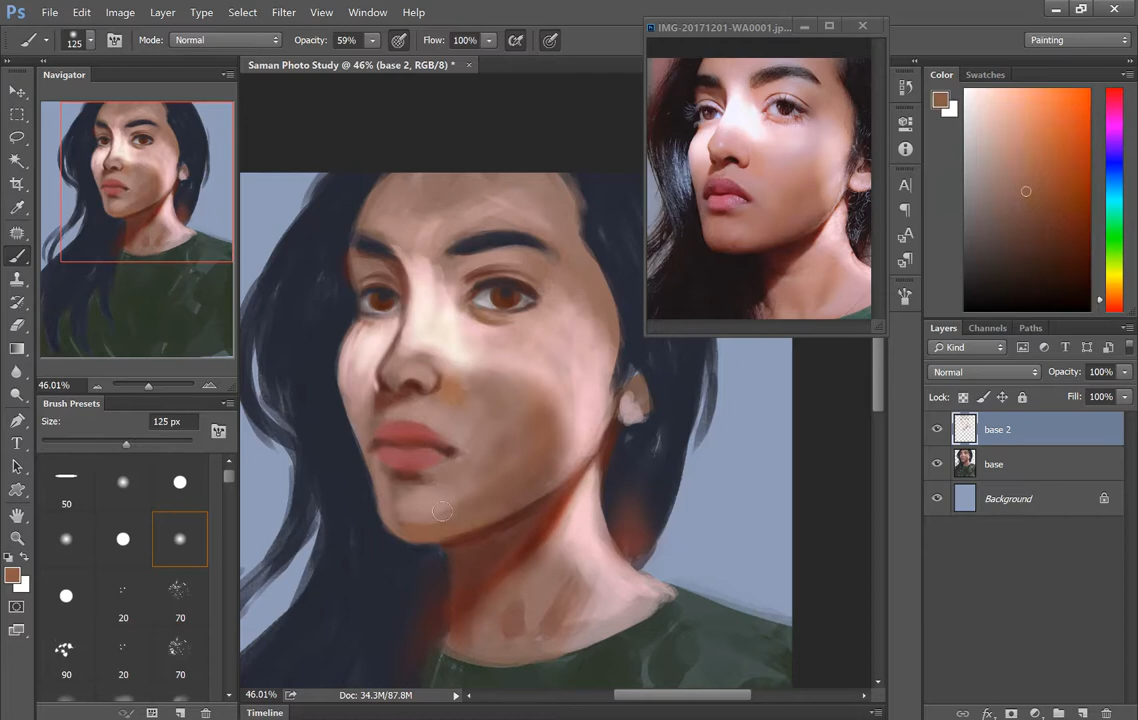 Ps File Edit Image Layer Type Select Filter 3D View Window Help
125 Mode: Normal Opacity: 59% Flow: 100% Painting
IMG-20171201-WA0001.jp...
Navigator
Saman Photo Study @ 46% (base 2, RGB/8) *
Color Swatches
46.01%
Brush Presets
Size: 125 px
50
20 70
90 20 70
Layers Channels Paths
Kind
Normal Opacity: 100%
Lock: Fill: 100%
base 2
base
Background
46.01% Doc: 34.3M/87.8M
Timeline